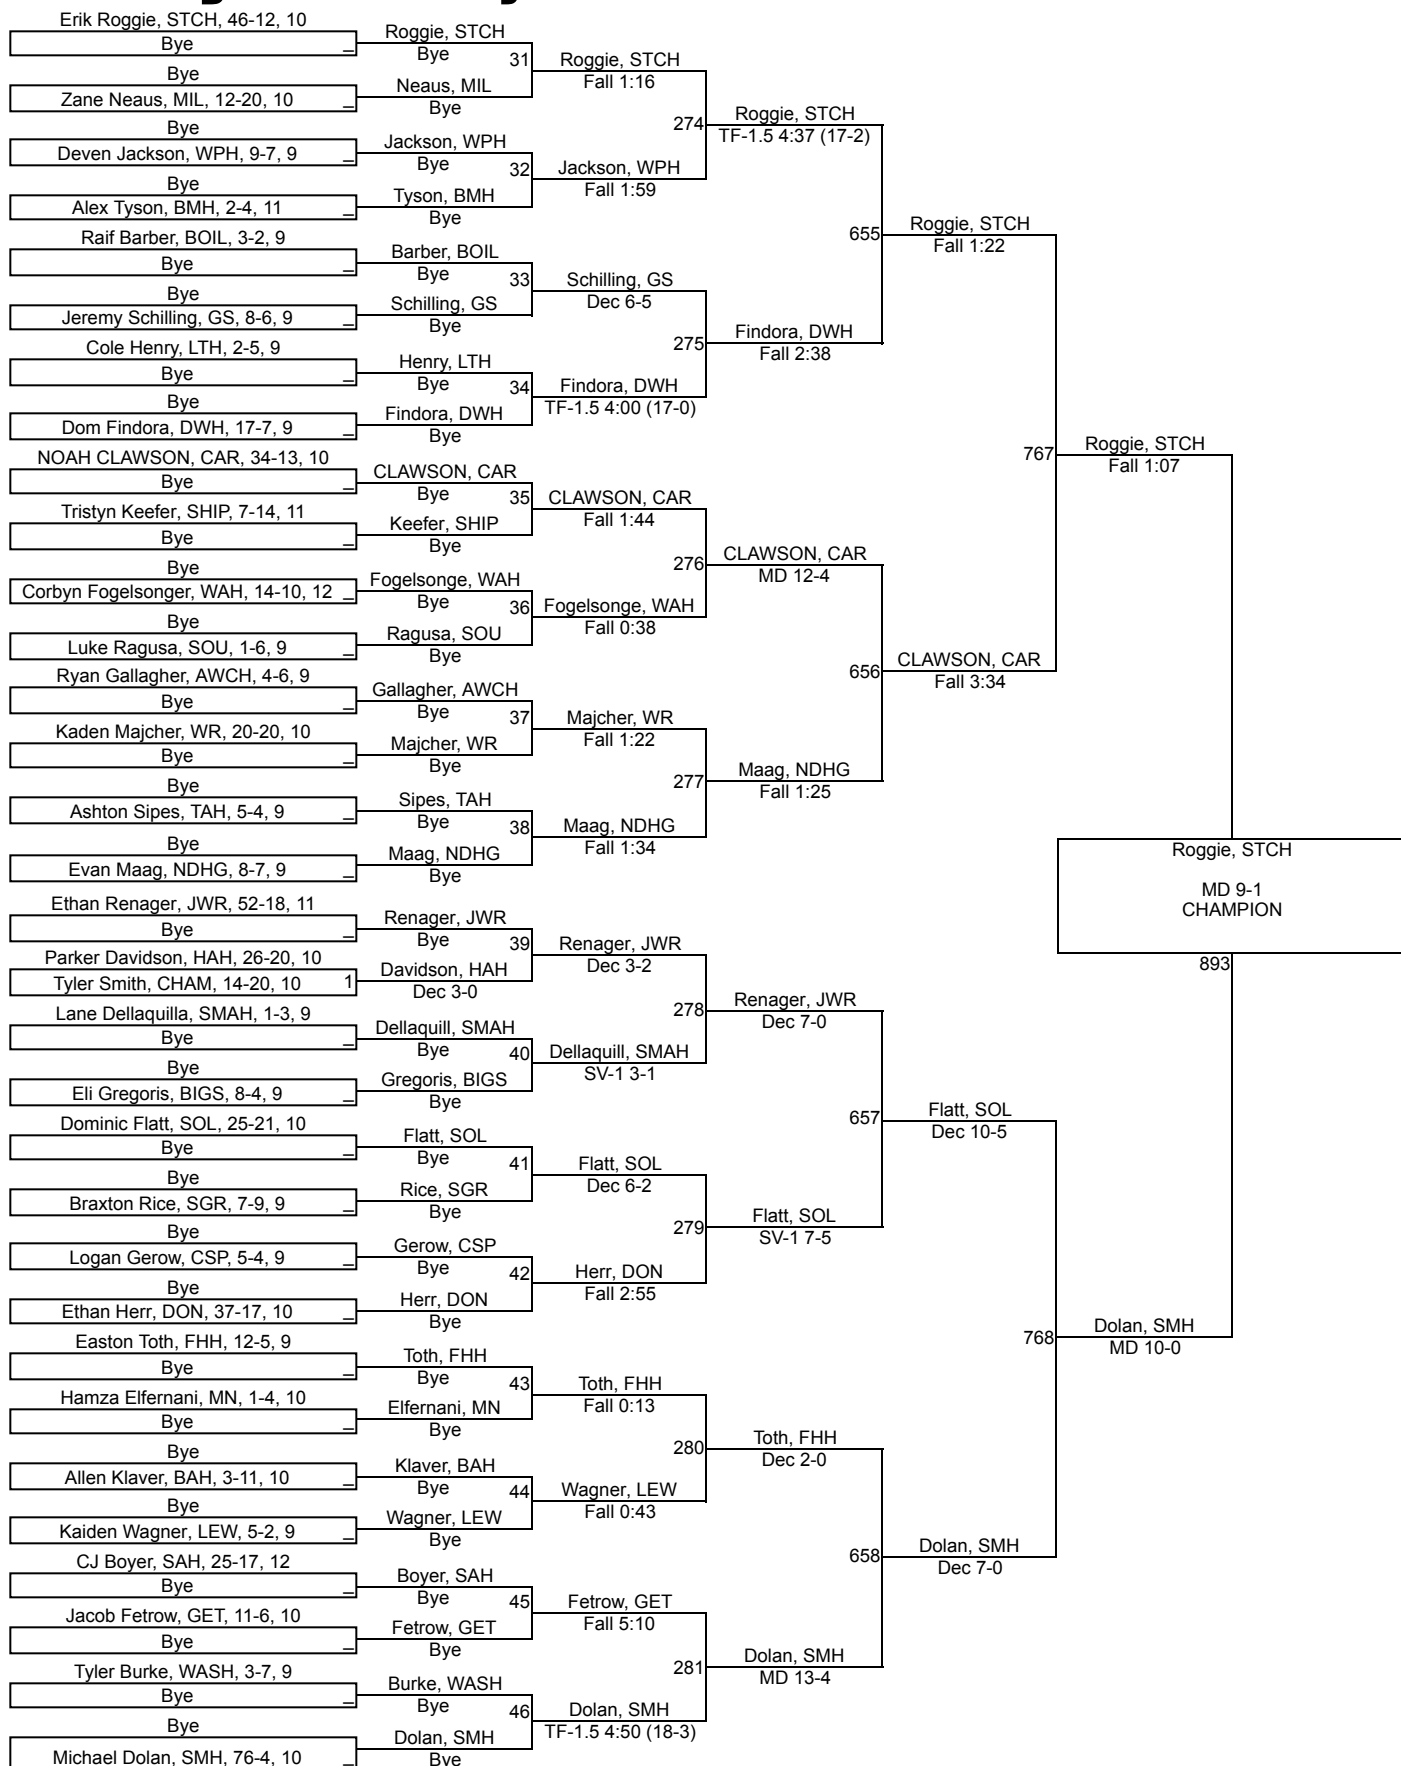 Erik Roggie, STCH, 46-12, 10
Bye _
Bye
Zane Neaus, MIL, 12-20, 10 _
Bye
Deven Jackson, WPH, 9-7, 9 _
Bye
Alex Tyson, BMH, 2-4, 11 _
Raif Barber, BOIL, 3-2, 9
Bye _
Bye
Jeremy Schilling, GS, 8-6, 9 _
Cole Henry, LTH, 2-5, 9
Bye _
Bye
Dom Findora, DWH, 17-7, 9 _
NOAH CLAWSON, CAR, 34-13, 10
Bye _
Tristyn Keefer, SHIP, 7-14, 11
Bye _
Bye
Corbyn Fogelsonger, WAH, 14-10, 12 _
Bye
Luke Ragusa, SOU, 1-6, 9 _
Ryan Gallagher, AWCH, 4-6, 9
Bye _
Kaden Majcher, WR, 20-20, 10
Bye _
Bye
Ashton Sipes, TAH, 5-4, 9 _
Bye
Evan Maag, NDHG, 8-7, 9 _
Ethan Renager, JWR, 52-18, 11
Bye _
Parker Davidson, HAH, 26-20, 10
Tyler Smith, CHAM, 14-20, 10 1
Lane Dellaquilla, SMAH, 1-3, 9
Bye _
Bye
Eli Gregoris, BIGS, 8-4, 9 _
Dominic Flatt, SOL, 25-21, 10
Bye _
Bye
Braxton Rice, SGR, 7-9, 9 _
Bye
Logan Gerow, CSP, 5-4, 9 _
Bye
Ethan Herr, DON, 37-17, 10 _
Easton Toth, FHH, 12-5, 9
Bye _
Hamza Elfernani, MN, 1-4, 10
Bye _
Bye
Allen Klaver, BAH, 3-11, 10 _
Bye
Kaiden Wagner, LEW, 5-2, 9 _
CJ Boyer, SAH, 25-17, 12
Bye _
Jacob Fetrow, GET, 11-6, 10
Bye _
Tyler Burke, WASH, 3-7, 9
Bye _
Bye
Michael Dolan, SMH, 76-4, 10 _
Roggie, STCH
Bye
31
Neaus, MIL
Bye
Jackson, WPH
Bye
32
Tyson, BMH
Bye
Barber, BOIL
Bye
33
Schilling, GS
Bye
Henry, LTH
Bye
34
Findora, DWH
Bye
CLAWSON, CAR
Bye
35
Keefer, SHIP
Bye
Fogelsonge, WAH
Bye
36
Ragusa, SOU
Bye
Gallagher, AWCH
Bye
37
Majcher, WR
Bye
Sipes, TAH
Bye
38
Maag, NDHG
Bye
Renager, JWR
Bye
39
Davidson, HAH
Dec 3-0
Dellaquill, SMAH
Bye
40
Gregoris, BIGS
Bye
Flatt, SOL
Bye
41
Rice, SGR
Bye
Gerow, CSP
Bye
42
Herr, DON
Bye
Toth, FHH
Bye
43
Elfernani, MN
Bye
Klaver, BAH
Bye
44
Wagner, LEW
Bye
Boyer, SAH
Bye
45
Fetrow, GET
Bye
Burke, WASH
Bye
46
Dolan, SMH
Bye
Roggie, STCH
Fall 1:16
274
Jackson, WPH
Fall 1:59
Schilling, GS
Dec 6-5
275
Findora, DWH
TF-1.5 4:00 (17-0)
CLAWSON, CAR
Fall 1:44
276
Fogelsonge, WAH
Fall 0:38
Majcher, WR
Fall 1:22
277
Maag, NDHG
Fall 1:34
Renager, JWR
Dec 3-2
278
Dellaquill, SMAH
SV-1 3-1
Flatt, SOL
Dec 6-2
279
Herr, DON
Fall 2:55
Toth, FHH
Fall 0:13
280
Wagner, LEW
Fall 0:43
Fetrow, GET
Fall 5:10
281
Dolan, SMH
TF-1.5 4:50 (18-3)
Roggie, STCH
TF-1.5 4:37 (17-2)
655
Findora, DWH
Fall 2:38
CLAWSON, CAR
MD 12-4
656
Maag, NDHG
Fall 1:25
Renager, JWR
Dec 7-0
657
Flatt, SOL
SV-1 7-5
Toth, FHH
Dec 2-0
658
Dolan, SMH
MD 13-4
Roggie, STCH
Fall 1:22
767
CLAWSON, CAR
Fall 3:34
Flatt, SOL
Dec 10-5
768
Dolan, SMH
Dec 7-0
Roggie, STCH
Fall 1:07
Dolan, SMH
MD 10-0
Roggie, STCH
MD 9-1
CHAMPION
893